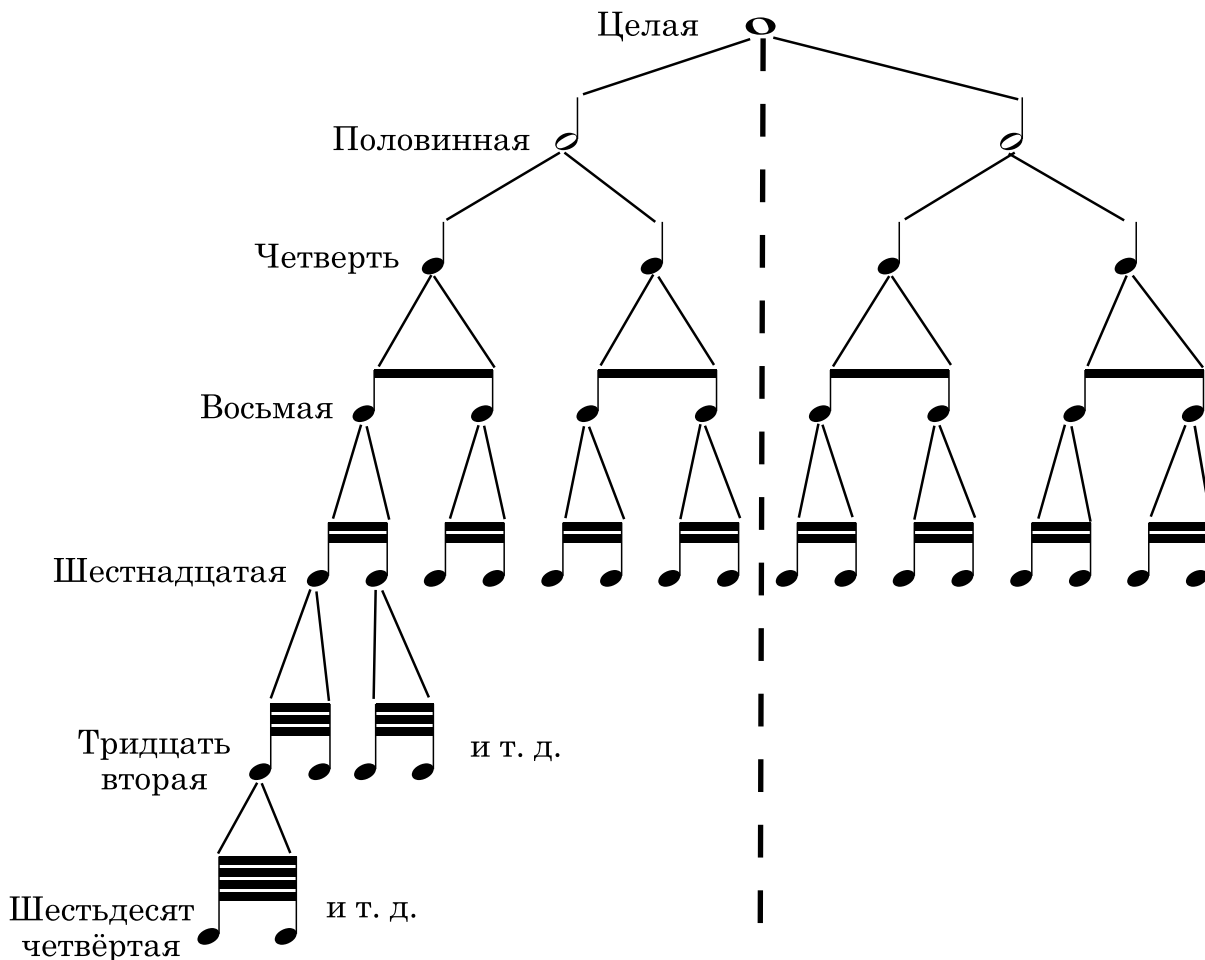 Целая
Половинная
Четверть
Восьмая
Шестнадцатая
Тридцать
вторая
и т. д.
Шестьдесят
четвёртая
и т. д.